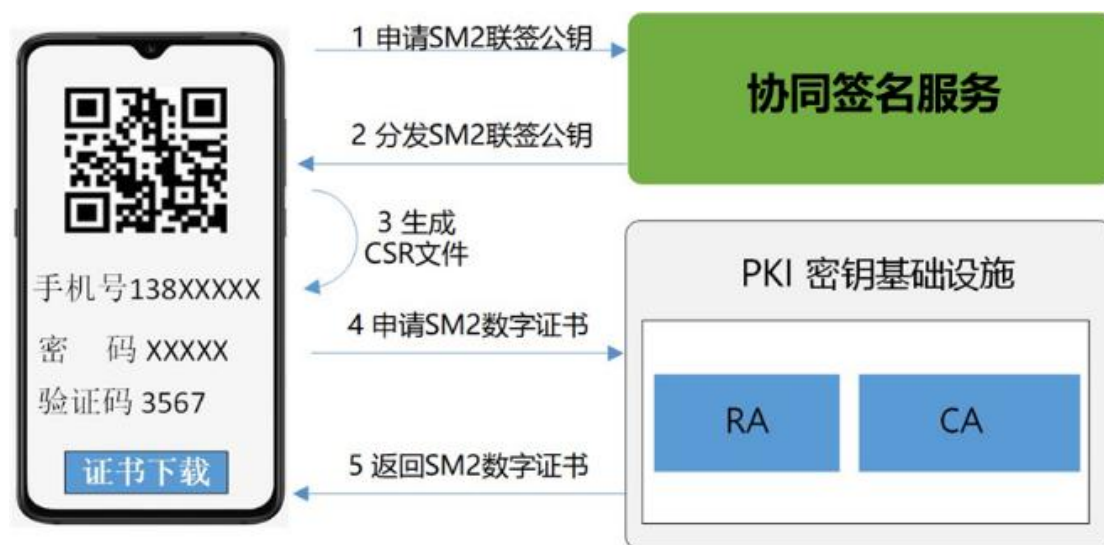 1 申请SM2联签公钥
协同签名服务
2 分发SM2联签公钥
3 生成
CSR文件
手机号138XXXXX
密 码 XXXXX
验证码 3567
证书下载
4 申请SM2数字证书
5 返回SM2数字证书
PKI 密钥基础设施
RA
CA